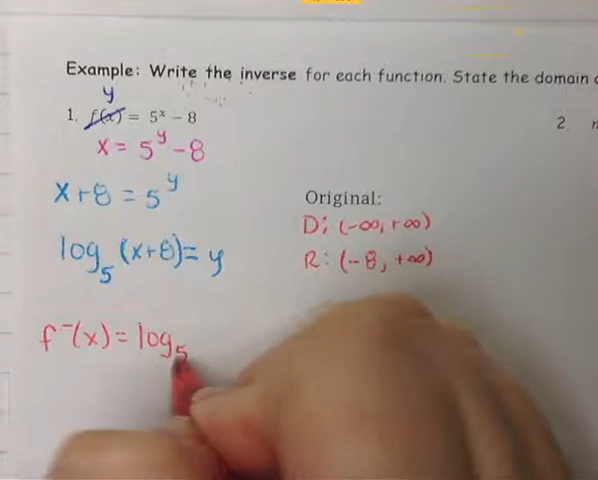 Example: Write the inverse for each function. State the domain
y
1. f(x) = 5ˣ − 8
2.
x = 5ʸ − 8
x + 8 = 5ʸ
Original:
D: (-∞, +∞)
log₅ (x+8) = y
R: (-8, +∞)
f⁻(x) = log₅